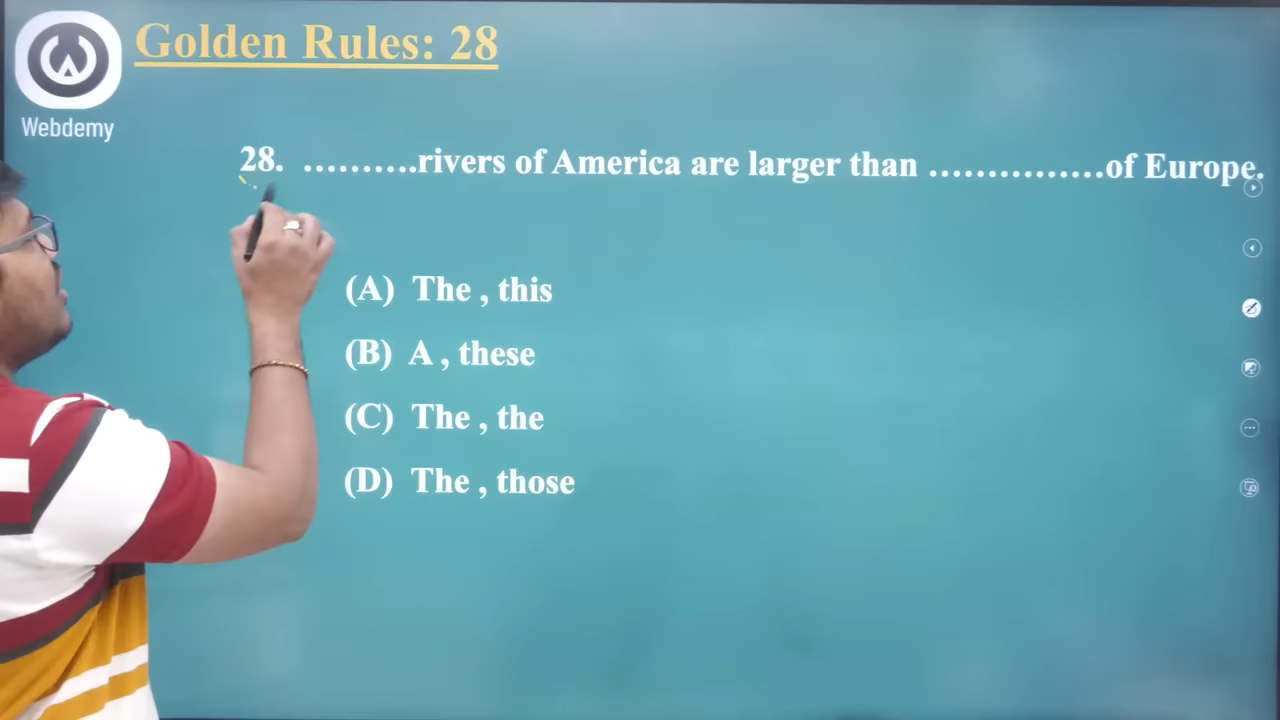 Golden Rules: 28
Webdemy
28. ..........rivers of America are larger than ...............of Europe.
(A) The , this
(B) A , these
(C) The , the
(D) The , those